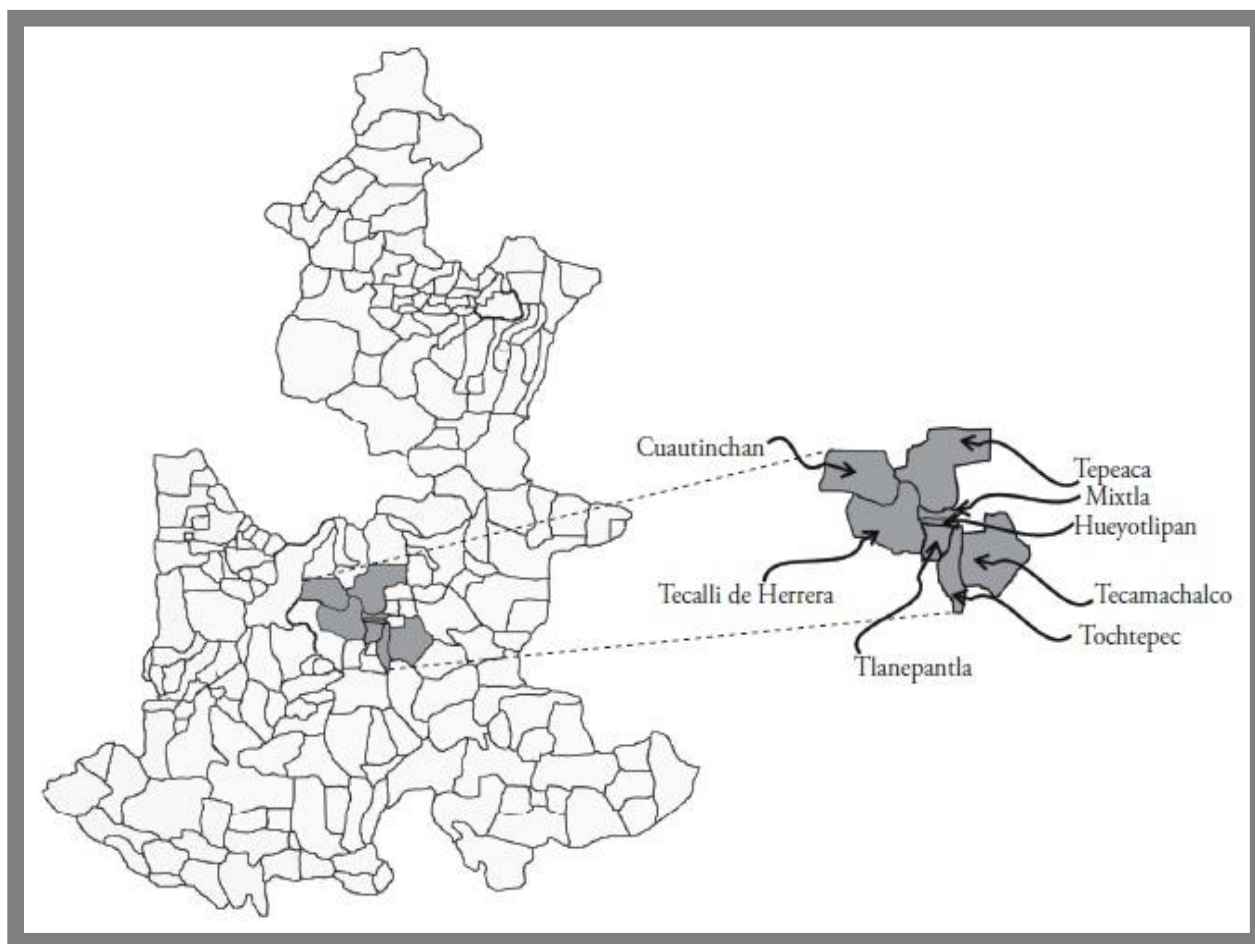 Cuautinchan
Tepeaca
Mixtla
Hueyotlipan
Tecalli de Herrera
Tecamachalco
Tochtepec
Tlanepantla